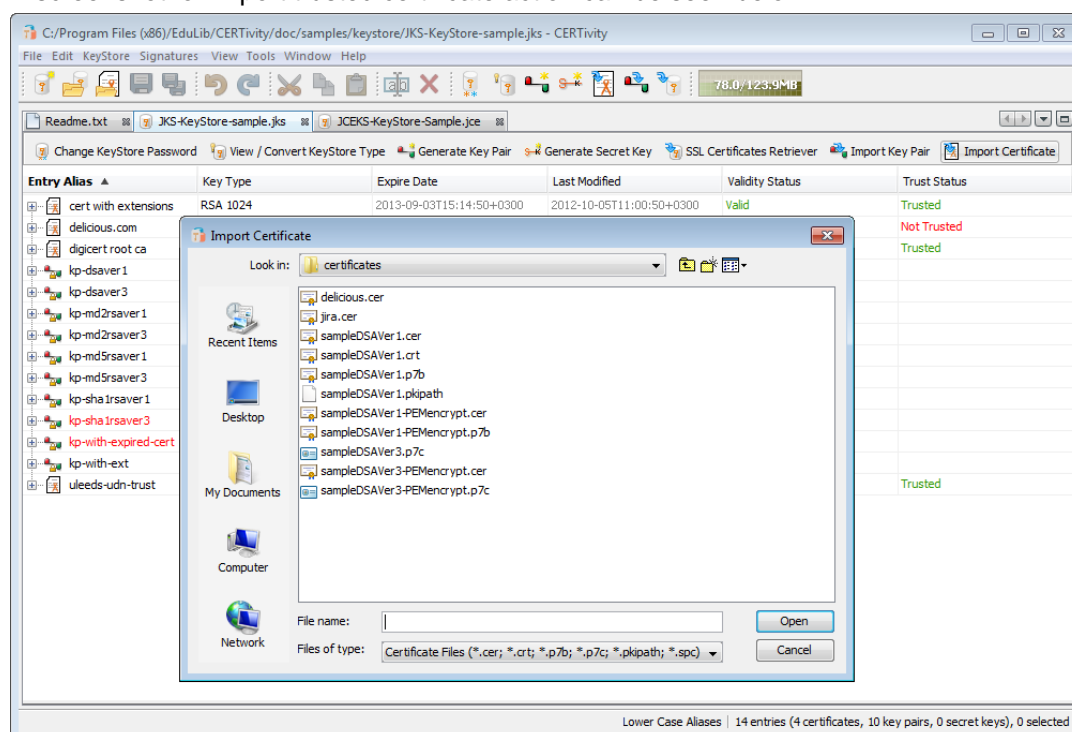 C:/Program Files (x86)/EduLib/CERTivity/doc/samples/keystore/JKS-KeyStore-sample.jks - CERTivity
File Edit KeyStore Signatures View Tools Window Help
78.0/123.9MB
Readme.txt JKS-KeyStore-sample.jks JCEKS-KeyStore-Sample.jce
Change KeyStore Password View / Convert KeyStore Type Generate Key Pair Generate Secret Key SSL Certificates Retriever Import Key Pair Import Certificate
Entry Alias Key Type Expire Date Last Modified Validity Status Trust Status
cert with extensions RSA 1024 2013-09-03T15:14:50+0300 2012-10-05T11:00:50+0300 Valid Trusted
delicious.com Not Trusted
digicert root ca Trusted
kp-dsaver1
kp-dsaver3
kp-md2rsaver1
kp-md2rsaver3
kp-md5rsaver1
kp-md5rsaver3
kp-sha1rsaver1
kp-sha1rsaver3
kp-with-expired-cert
kp-with-ext
uleeds-udn-trust Trusted
Import Certificate
Look in: certificates
Recent Items
Desktop
My Documents
Computer
Network
delicious.cer
jira.cer
sampleDSAVer1.cer
sampleDSAVer1.crt
sampleDSAVer1.p7b
sampleDSAVer1.pkipath
sampleDSAVer1-PEMencrypt.cer
sampleDSAVer1-PEMencrypt.p7b
sampleDSAVer3.p7c
sampleDSAVer3-PEMencrypt.cer
sampleDSAVer3-PEMencrypt.p7c
File name: Open
Files of type: Certificate Files (*.cer; *.crt; *.p7b; *.p7c; *.pkipath; *.spc) Cancel
Lower Case Aliases 14 entries (4 certificates, 10 key pairs, 0 secret keys), 0 selected